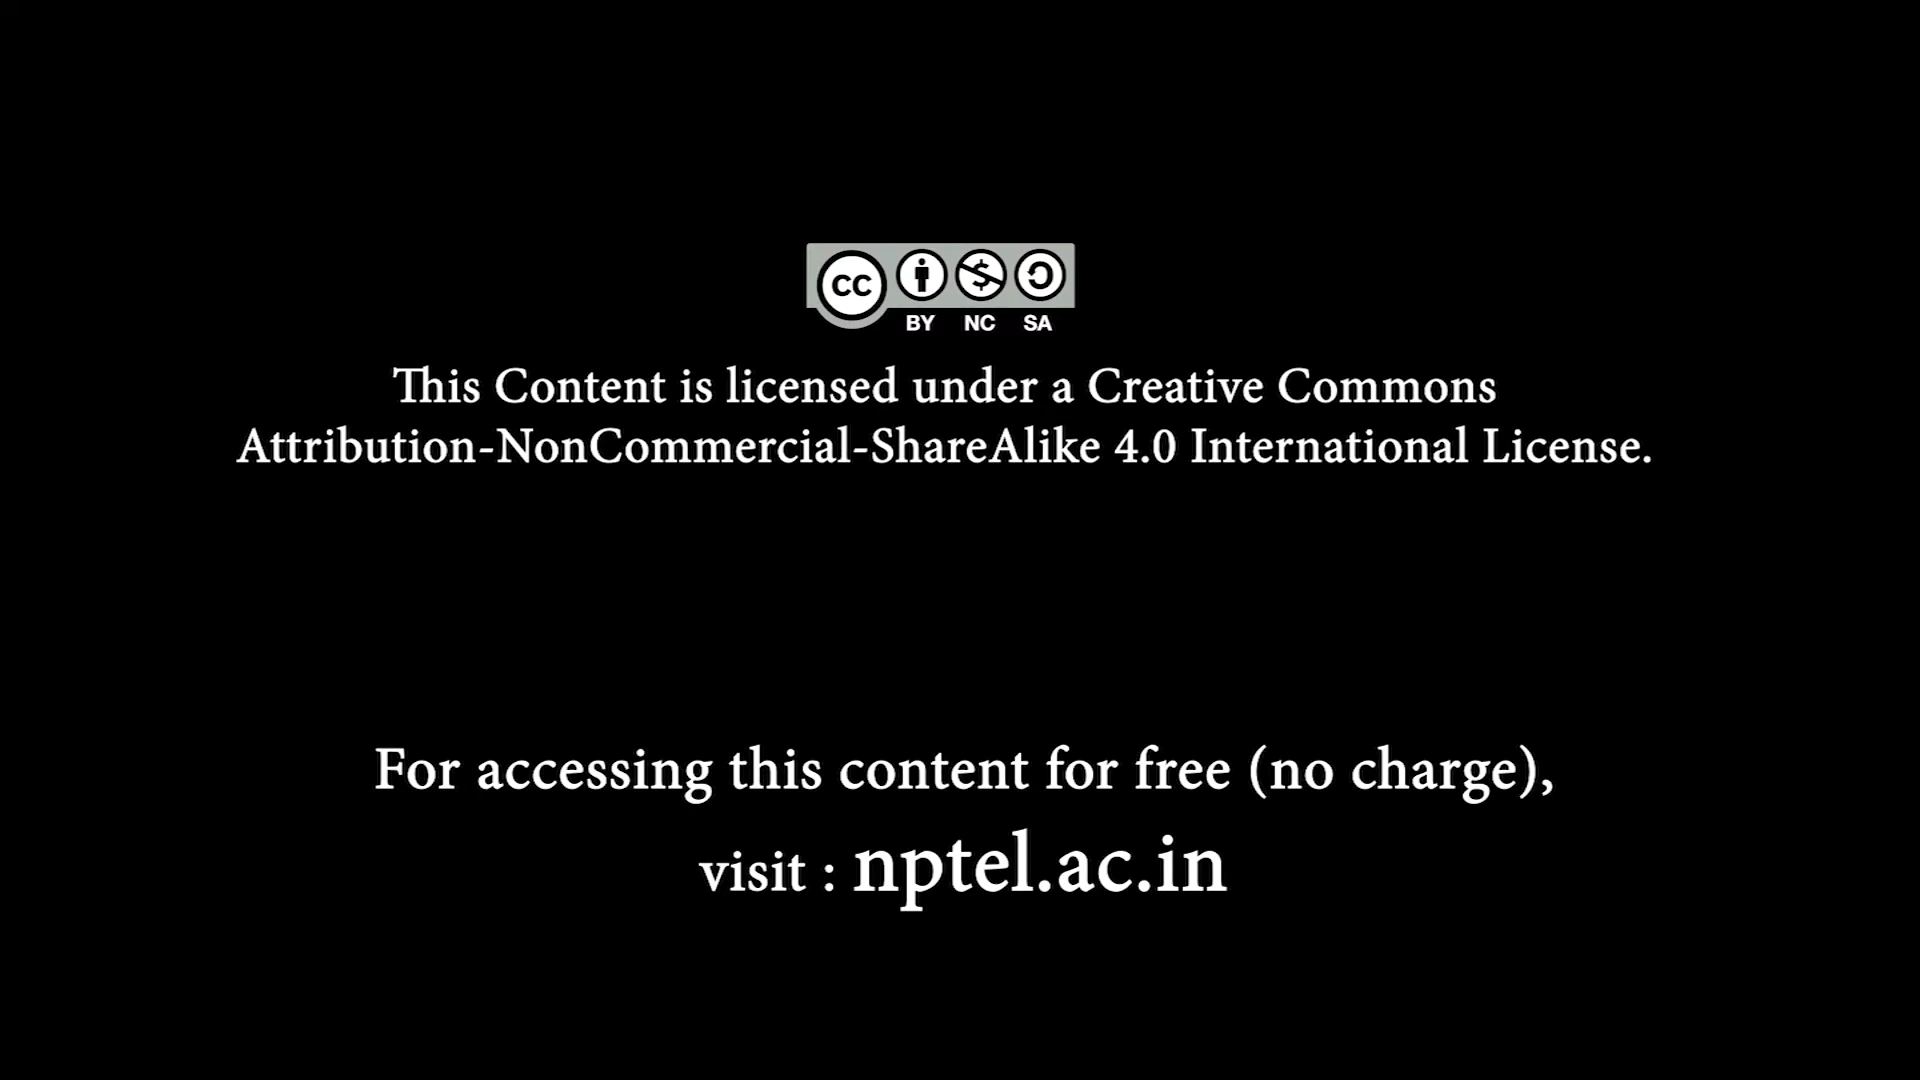 cc
BY NC SA
This Content is licensed under a Creative Commons
Attribution-NonCommercial-ShareAlike 4.0 International License.
For accessing this content for free (no charge),
visit : nptel.ac.in